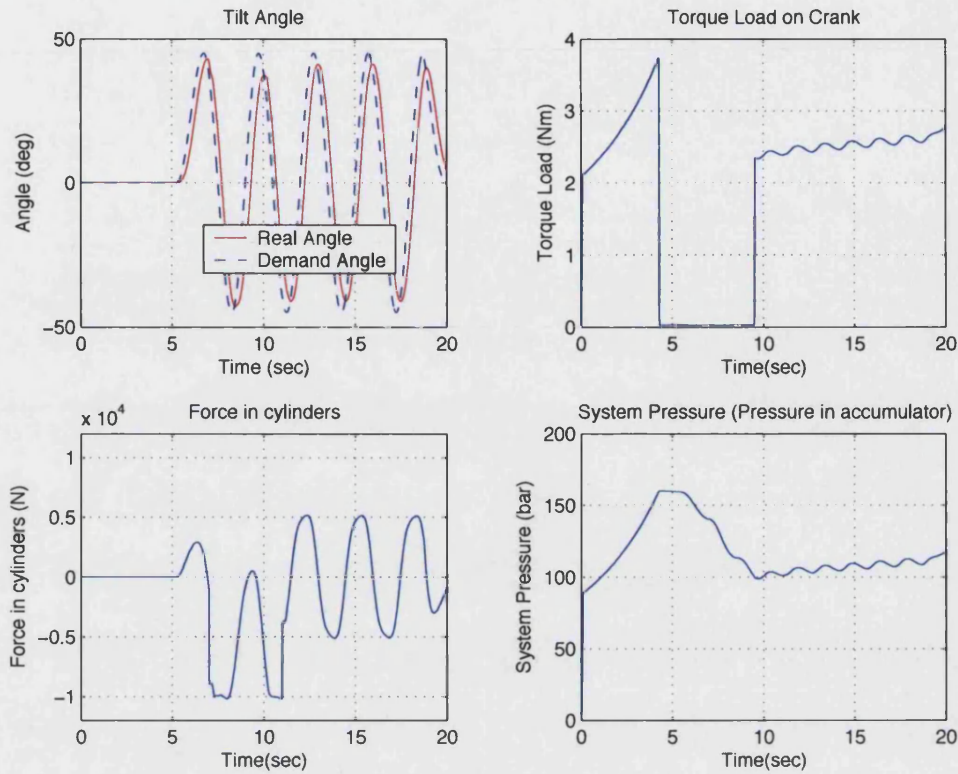 Tilt Angle
50
0
−50
Angle (deg)
Real Angle
Demand Angle
0 5 10 15 20
Time (sec)
Torque Load on Crank
4
3
2
1
0
Torque Load (Nm)
0 5 10 15 20
Time(sec)
Force in cylinders
x 10⁴
1
0.5
0
−0.5
−1
Force in cylinders (N)
0 5 10 15 20
Time(sec)
System Pressure (Pressure in accumulator)
200
150
100
50
0
System Pressure (bar)
0 5 10 15 20
Time(sec)